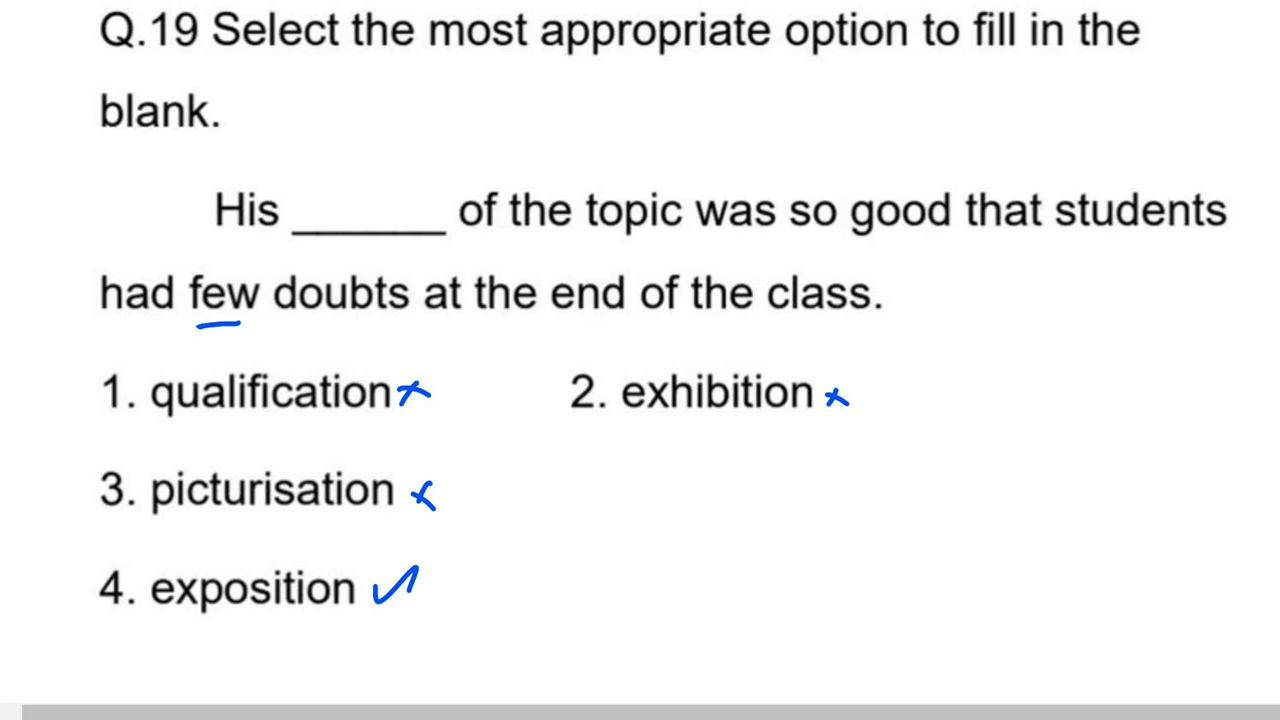 Q.19 Select the most appropriate option to fill in the
blank.
His ______ of the topic was so good that students
had few doubts at the end of the class.
1. qualification 2. exhibition
3. picturisation
4. exposition